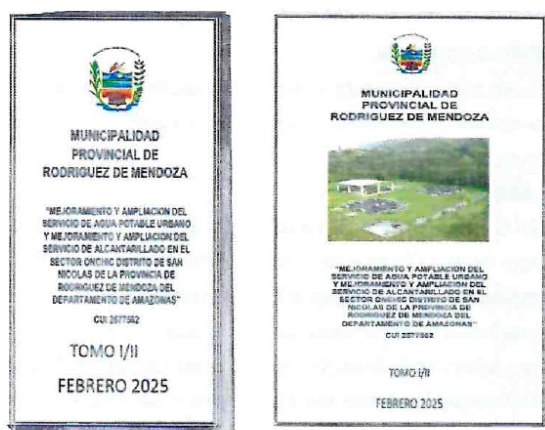 MUNICIPALIDAD
PROVINCIAL DE
RODRIGUEZ DE MENDOZA
"MEJORAMIENTO Y AMPLIACION DEL
SERVICIO DE AGUA POTABLE URBANO
Y MEJORAMIENTO Y AMPLIACION DEL
SERVICIO DE ALCANTARILLADO EN EL
SECTOR ONCHIC DISTRITO DE SAN
NICOLAS DE LA PROVINCIA DE
RODRIGUEZ DE MENDOZA DEL
DEPARTAMENTO DE AMAZONAS"
CUI 2577562
TOMO I/II
FEBRERO 2025
MUNICIPALIDAD
PROVINCIAL DE
RODRIGUEZ DE MENDOZA
"MEJORAMIENTO Y AMPLIACION DEL
SERVICIO DE AGUA POTABLE URBANO
Y MEJORAMIENTO Y AMPLIACION DEL
SERVICIO DE ALCANTARILLADO EN EL
SECTOR ONCHIC DISTRITO DE SAN
NICOLAS DE LA PROVINCIA DE
RODRIGUEZ DE MENDOZA DEL
DEPARTAMENTO DE AMAZONAS"
CUI 2577562
TOMO I/II
FEBRERO 2025